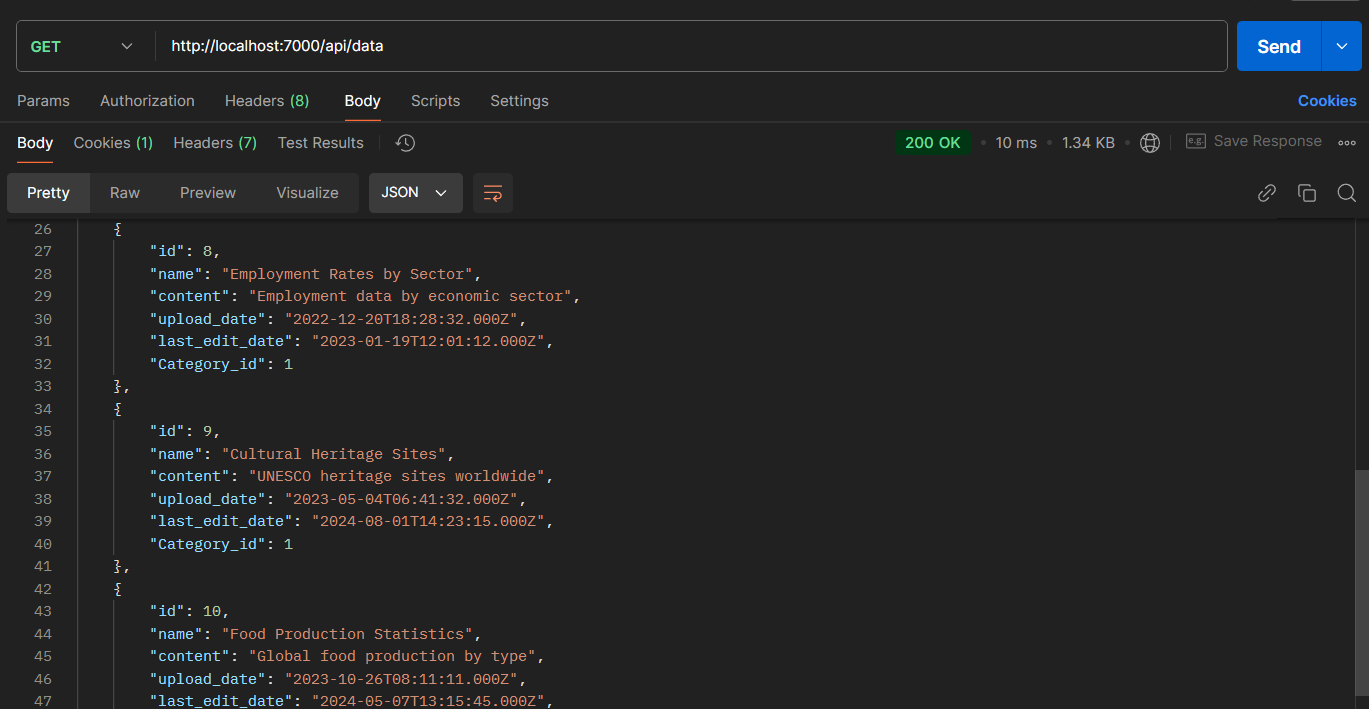 GET http://localhost:7000/api/data Send
Params Authorization Headers (8) Body Scripts Settings Cookies
Body Cookies (1) Headers (7) Test Results 200 OK • 10 ms • 1.34 KB • e.g. Save Response
Pretty Raw Preview Visualize JSON
26 {
27 "id": 8,
28 "name": "Employment Rates by Sector",
29 "content": "Employment data by economic sector",
30 "upload_date": "2022-12-20T18:28:32.000Z",
31 "last_edit_date": "2023-01-19T12:01:12.000Z",
32 "Category_id": 1
33 },
34 {
35 "id": 9,
36 "name": "Cultural Heritage Sites",
37 "content": "UNESCO heritage sites worldwide",
38 "upload_date": "2023-05-04T06:41:32.000Z",
39 "last_edit_date": "2024-08-01T14:23:15.000Z",
40 "Category_id": 1
41 },
42 {
43 "id": 10,
44 "name": "Food Production Statistics",
45 "content": "Global food production by type",
46 "upload_date": "2023-10-26T08:11:11.000Z",
47 "last_edit_date": "2024-05-07T13:15:45.000Z",